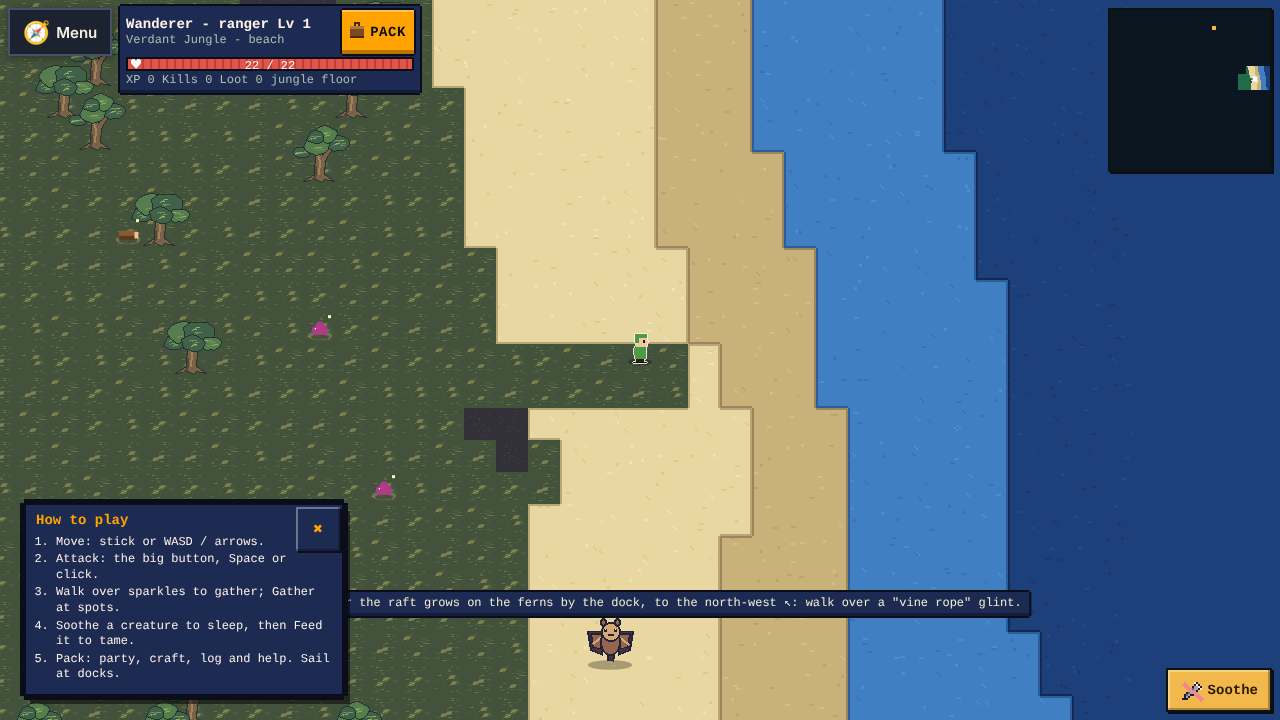 Menu
Wanderer - ranger Lv 1
Verdant Jungle - beach
PACK
22 / 22
XP 0 Kills 0 Loot 0 jungle floor
How to play
1. Move: stick or WASD / arrows.
2. Attack: the big button, Space or
click.
3. Walk over sparkles to gather; Gather
at spots.
4. Soothe a creature to sleep, then Feed
it to tame.
5. Pack: party, craft, log and help. Sail
at docks.
the raft grows on the ferns by the dock, to the north-west ↖: walk over a "vine rope" glint.
Soothe